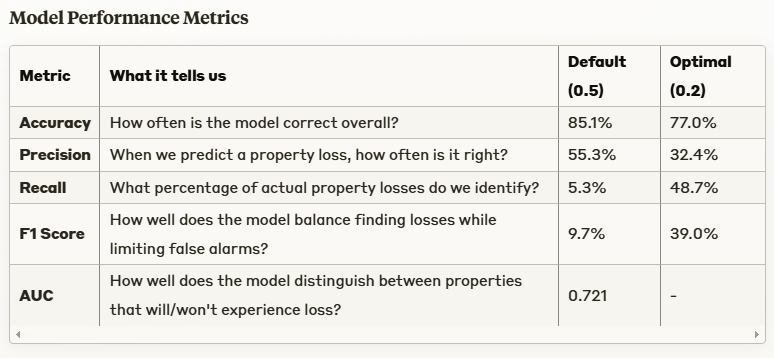 Model Performance Metrics
Metric What it tells us Default (0.5) Optimal (0.2)
Accuracy How often is the model correct overall? 85.1% 77.0%
Precision When we predict a property loss, how often is it right? 55.3% 32.4%
Recall What percentage of actual property losses do we identify? 5.3% 48.7%
F1 Score How well does the model balance finding losses while
limiting false alarms? 9.7% 39.0%
AUC How well does the model distinguish between properties
that will/won't experience loss? 0.721 -